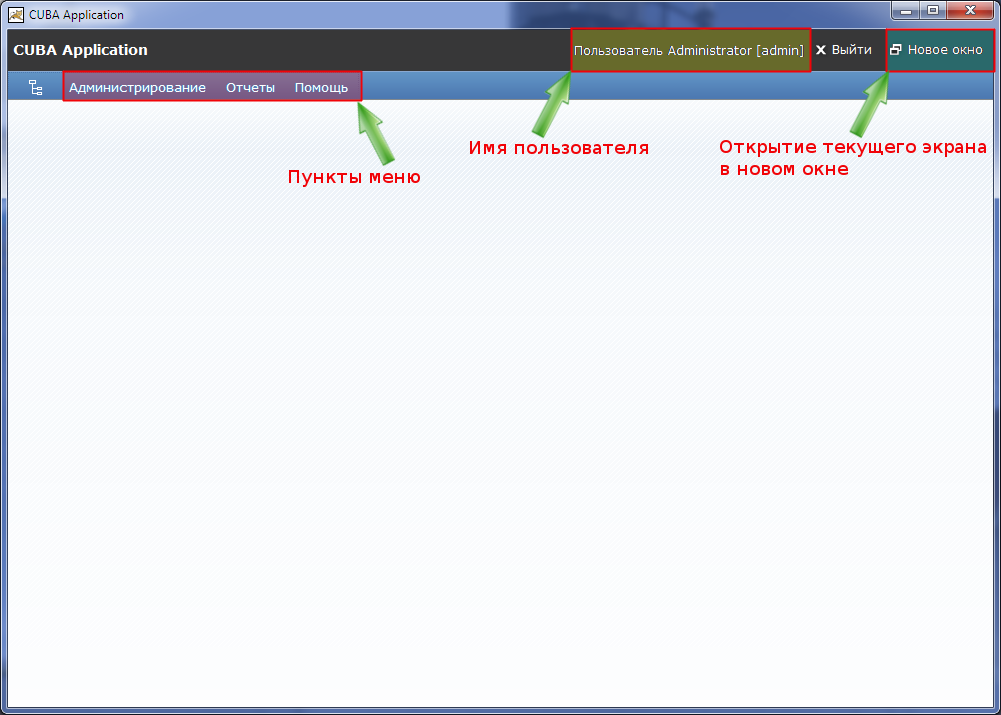 CUBA Application
CUBA Application
Пользователь Administrator [admin]
Выйти
Новое окно
Администрирование Отчеты Помощь
Имя пользователя
Открытие текущего экрана
в новом окне
Пункты меню